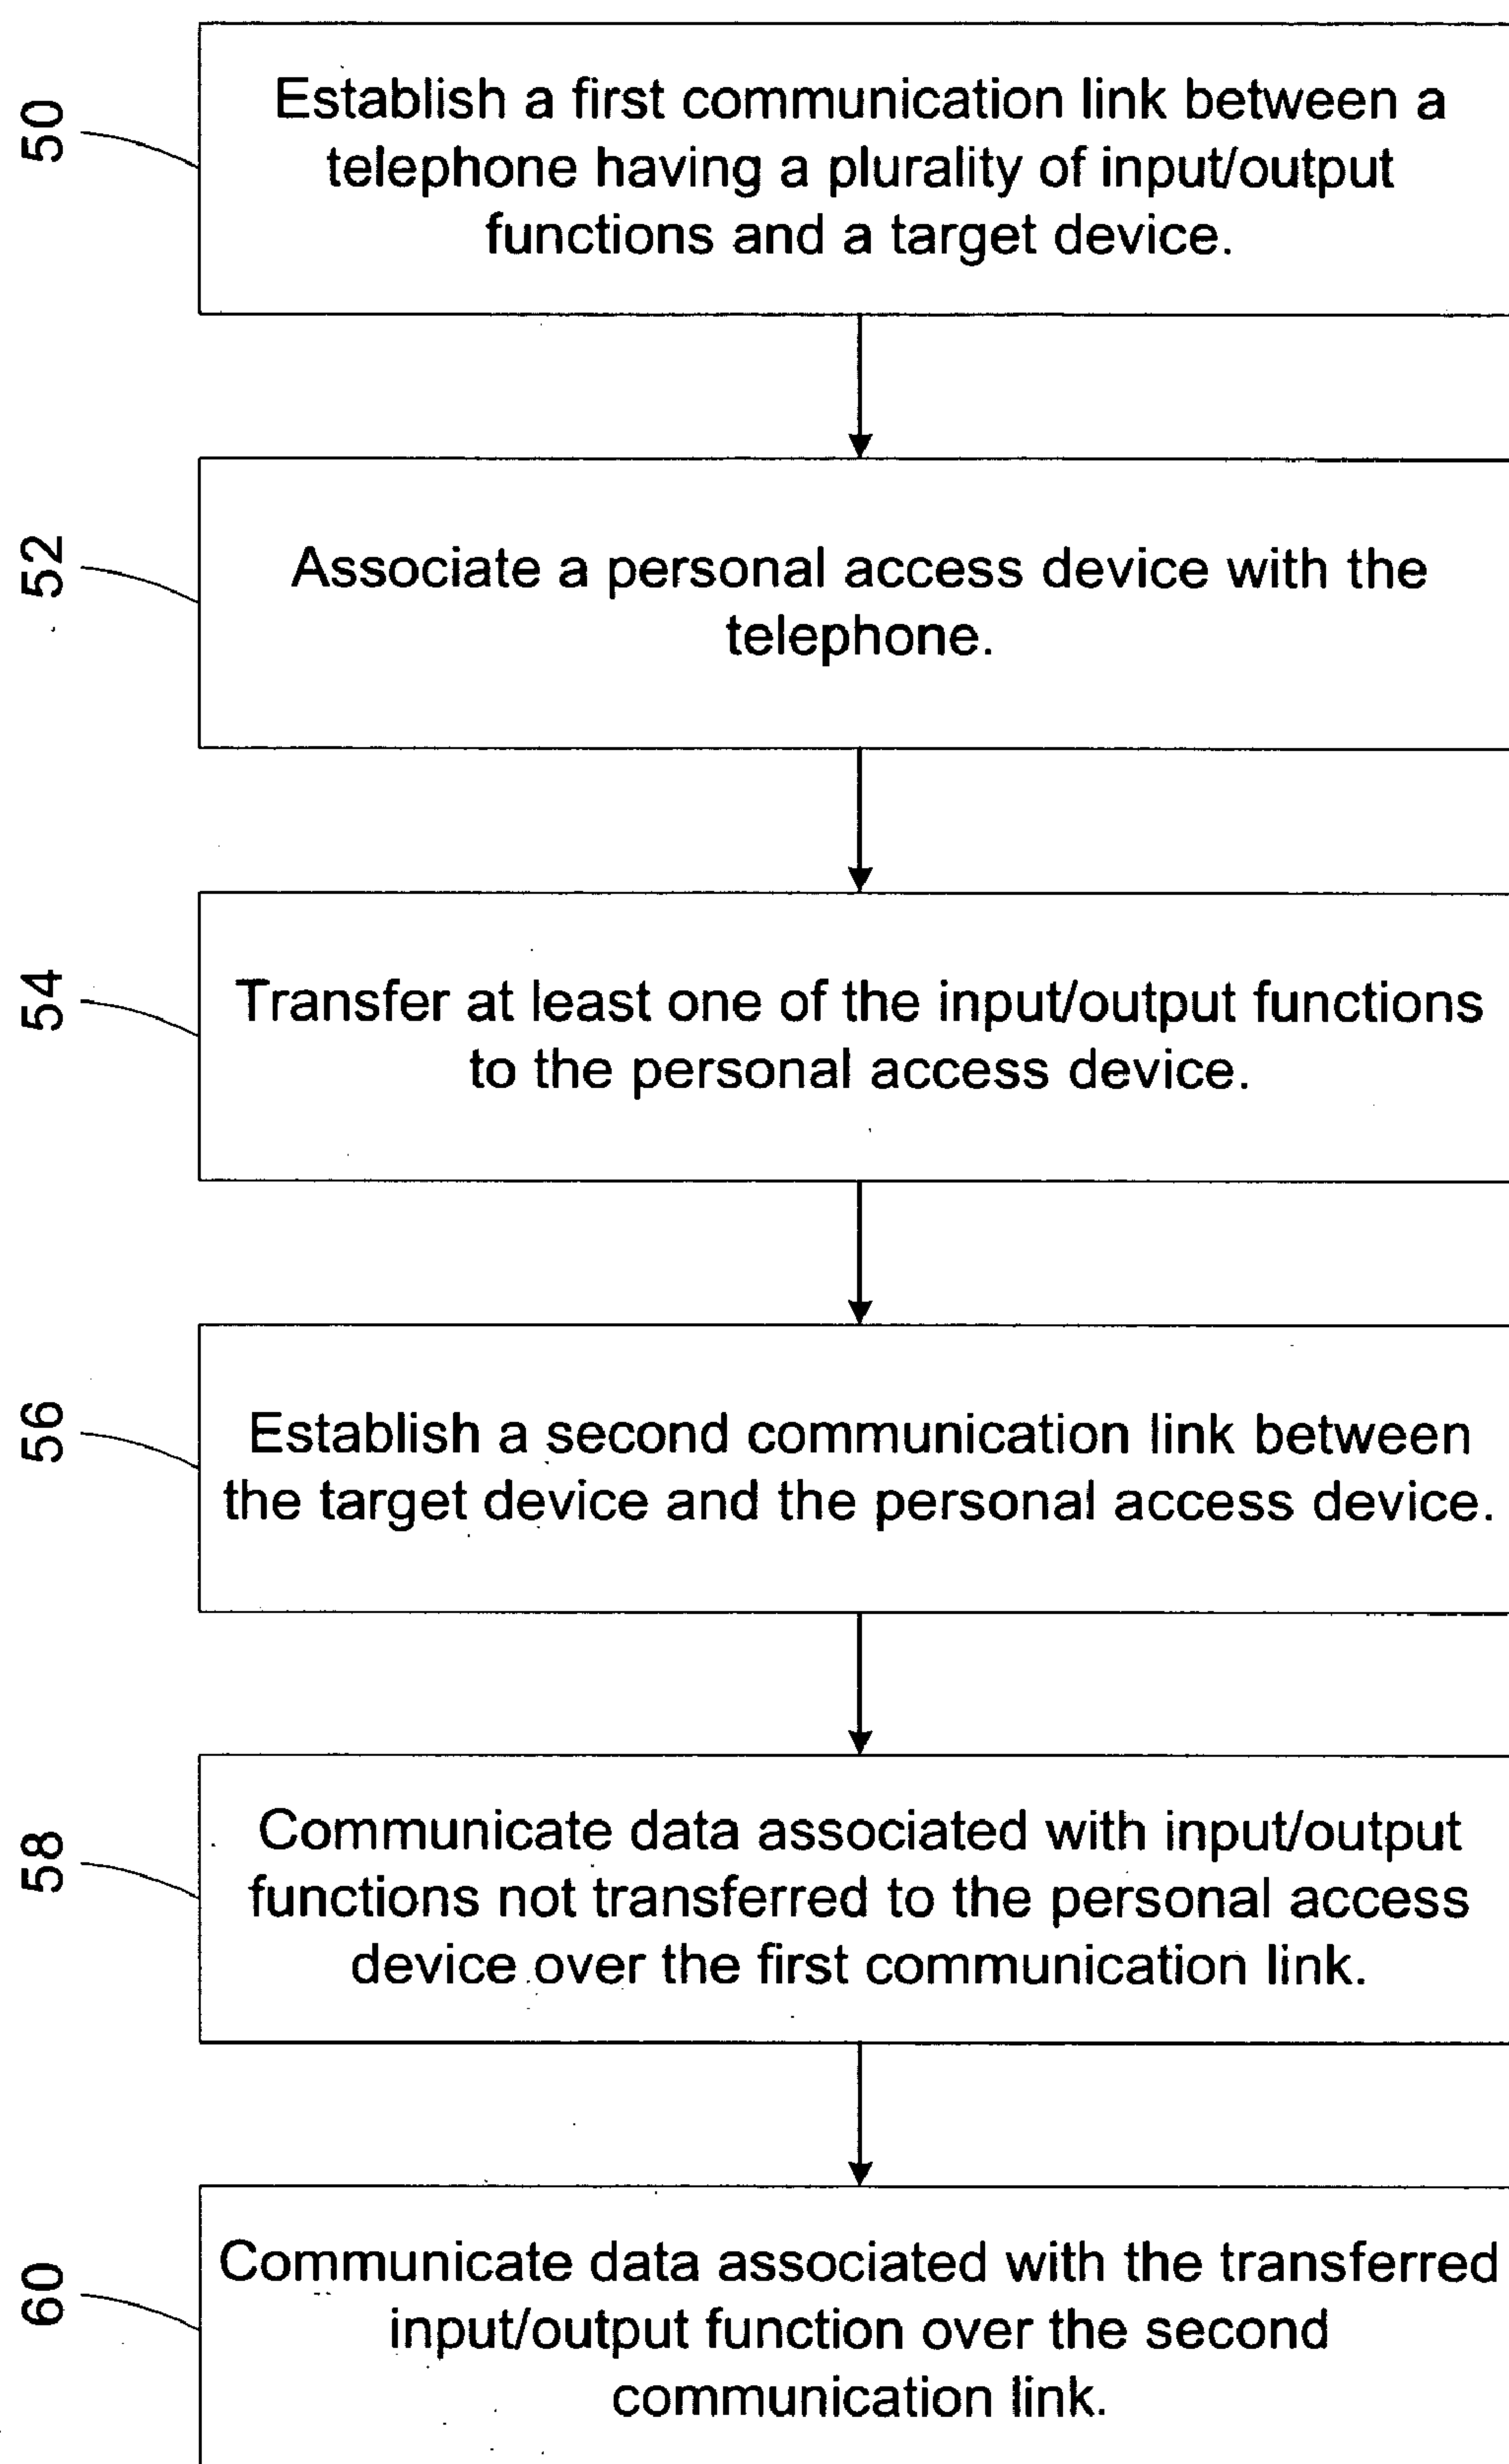 50
Establish a first communication link between a
telephone having a plurality of input/output
functions and a target device.
52
Associate a personal access device with the
telephone.
54
Transfer at least one of the input/output functions
to the personal access device.
56
Establish a second communication link between
the target device and the personal access device.
58
Communicate data associated with input/output
functions not transferred to the personal access
device over the first communication link.
60
Communicate data associated with the transferred
input/output function over the second
communication link.